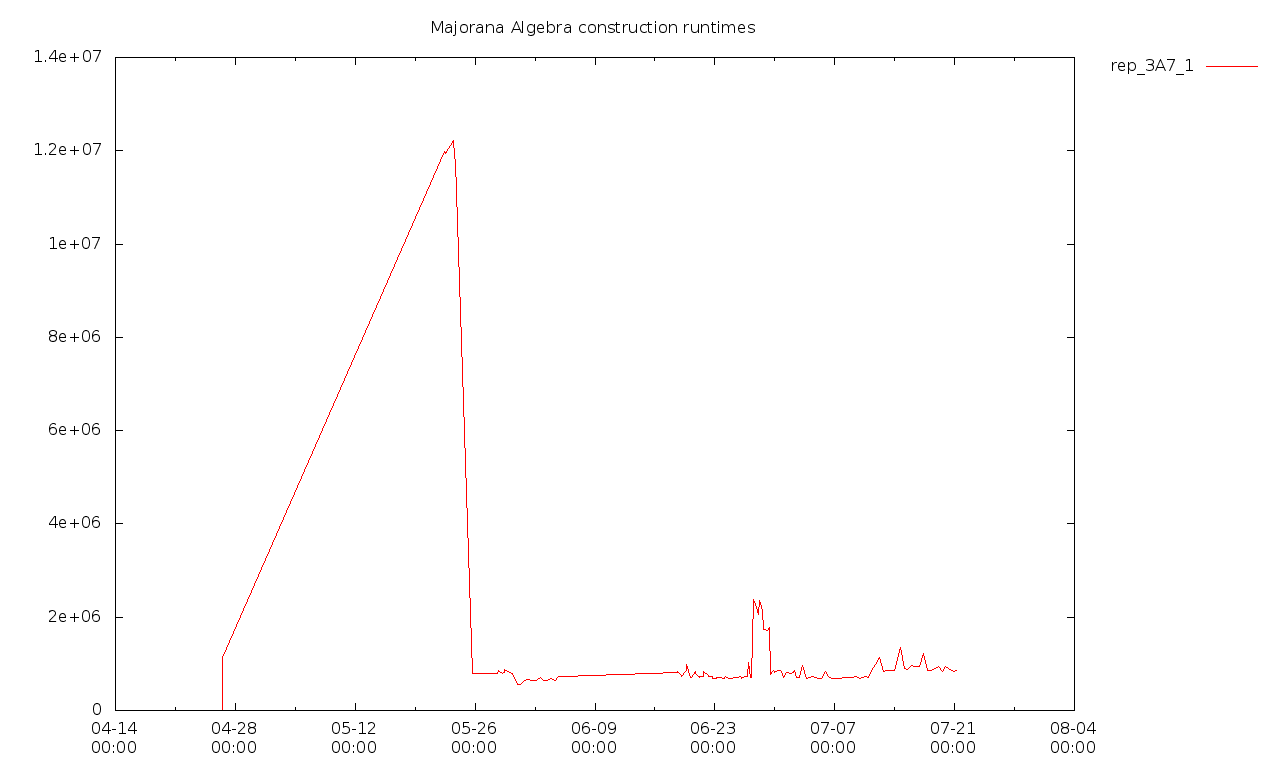 Majorana Algebra construction runtimes
rep_3A7_1
1.4e+07
1.2e+07
1e+07
8e+06
6e+06
4e+06
2e+06
0
04-14 04-28 05-12 05-26 06-09 06-23 07-07 07-21 08-04
00:00 00:00 00:00 00:00 00:00 00:00 00:00 00:00 00:00